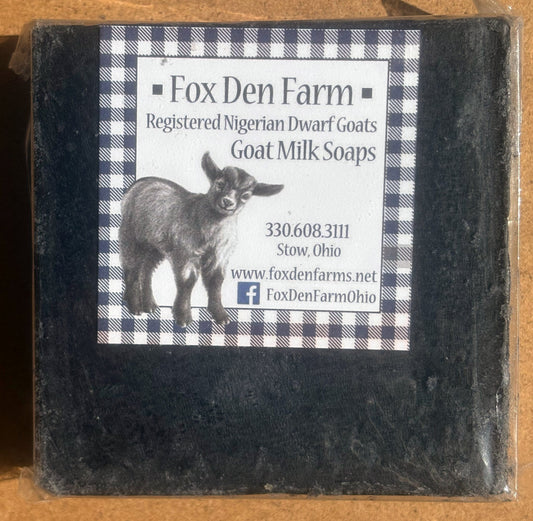 ▪ Fox Den Farm ▪
Registered Nigerian Dwarf Goats
Goat Milk Soaps
330.608.3111
Stow, Ohio
www.foxdenfarms.net
f FoxDenFarmOhio